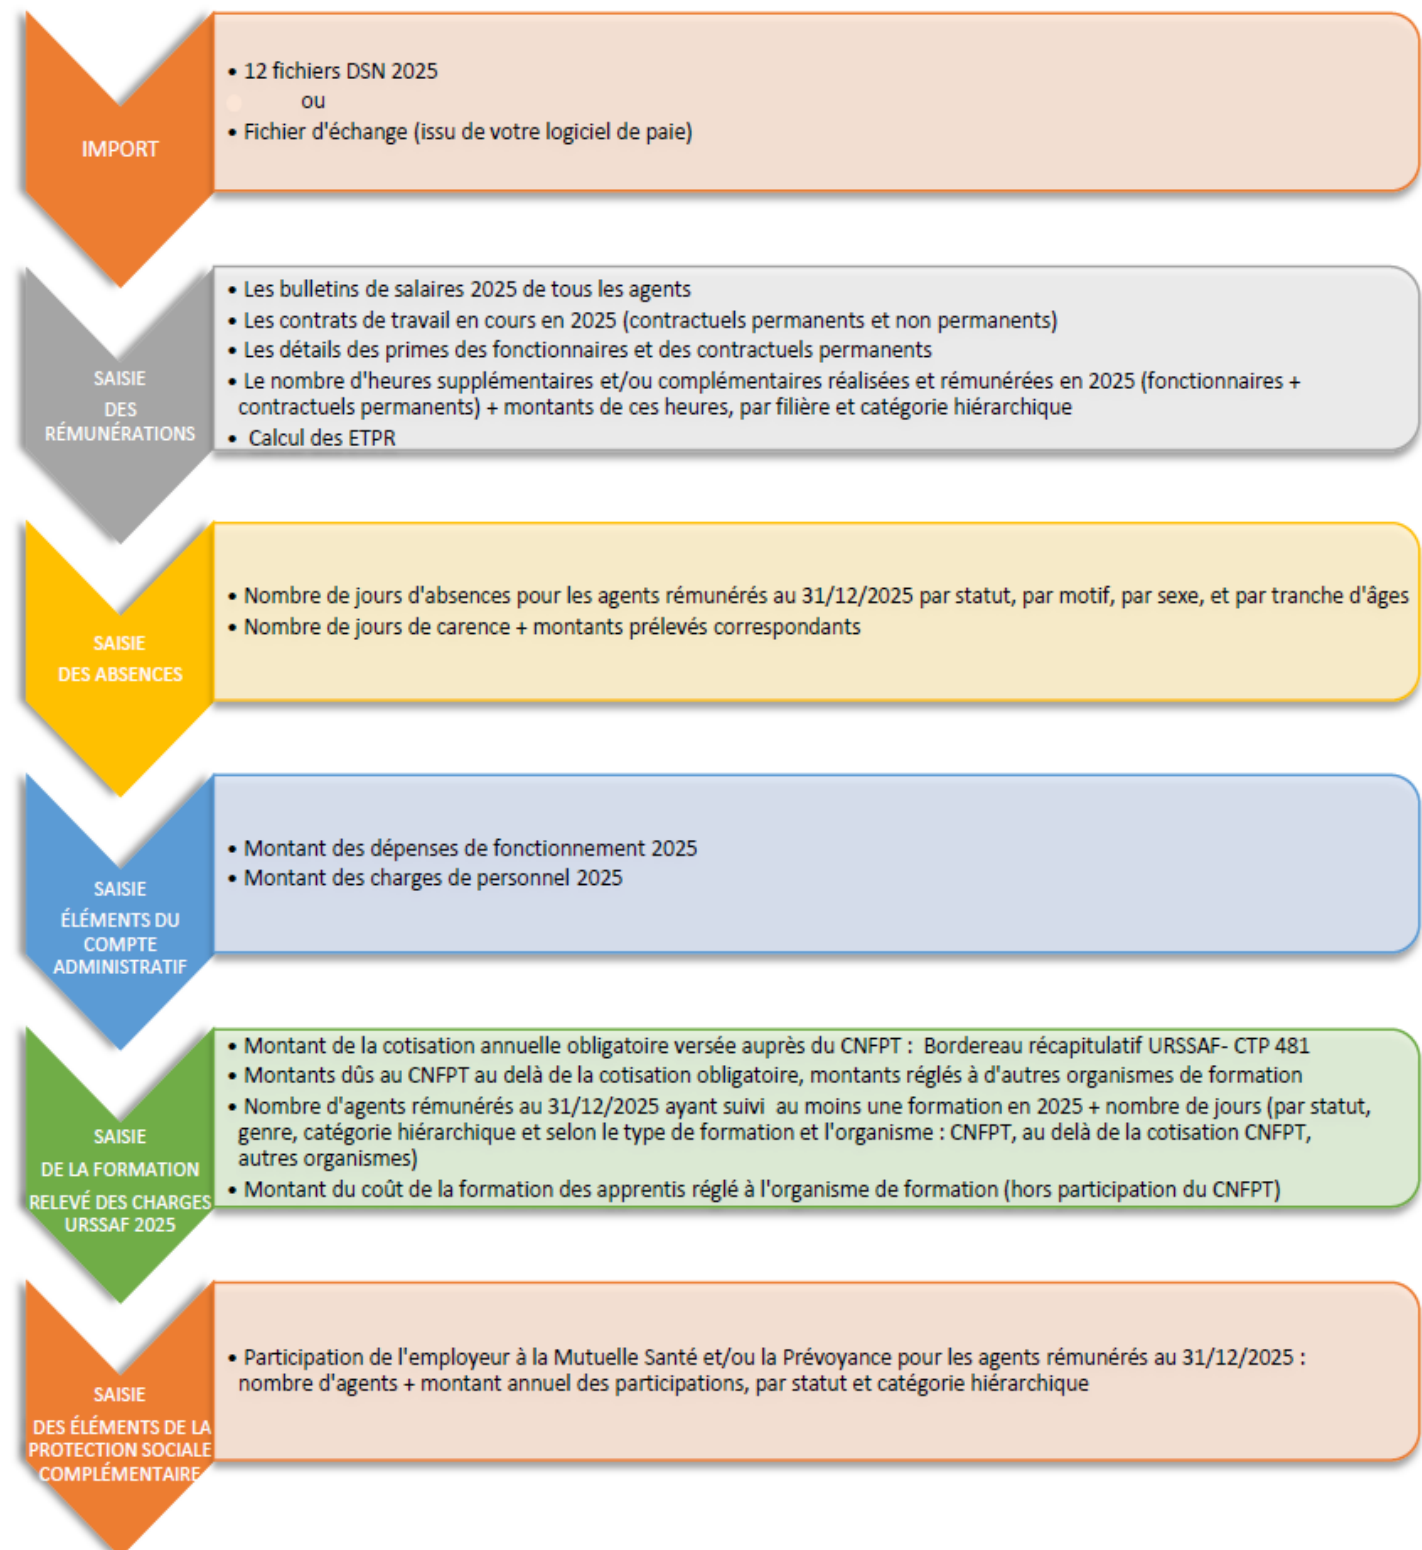 IMPORT
• 12 fichiers DSN 2025
ou
• Fichier d'échange (issu de votre logiciel de paie)
SAISIE
DES
RÉMUNÉRATIONS
• Les bulletins de salaires 2025 de tous les agents
• Les contrats de travail en cours en 2025 (contractuels permanents et non permanents)
• Les détails des primes des fonctionnaires et des contractuels permanents
• Le nombre d'heures supplémentaires et/ou complémentaires réalisées et rémunérées en 2025 (fonctionnaires +
contractuels permanents) + montants de ces heures, par filière et catégorie hiérarchique
• Calcul des ETPR
SAISIE
DES ABSENCES
• Nombre de jours d'absences pour les agents rémunérés au 31/12/2025 par statut, par motif, par sexe, et par tranche d'âges
• Nombre de jours de carence + montants prélevés correspondants
SAISIE
ÉLÉMENTS DU
COMPTE
ADMINISTRATIF
• Montant des dépenses de fonctionnement 2025
• Montant des charges de personnel 2025
SAISIE
DE LA FORMATION
RELEVÉ DES CHARGES
URSSAF 2025
• Montant de la cotisation annuelle obligatoire versée auprès du CNFPT : Bordereau récapitulatif URSSAF- CTP 481
• Montants dûs au CNFPT au delà de la cotisation obligatoire, montants réglés à d'autres organismes de formation
• Nombre d'agents rémunérés au 31/12/2025 ayant suivi au moins une formation en 2025 + nombre de jours (par statut,
genre, catégorie hiérarchique et selon le type de formation et l'organisme : CNFPT, au delà de la cotisation CNFPT,
autres organismes)
• Montant du coût de la formation des apprentis réglé à l'organisme de formation (hors participation du CNFPT)
SAISIE
DES ÉLÉMENTS DE LA
PROTECTION SOCIALE
COMPLÉMENTAIRE
• Participation de l'employeur à la Mutuelle Santé et/ou la Prévoyance pour les agents rémunérés au 31/12/2025 :
nombre d'agents + montant annuel des participations, par statut et catégorie hiérarchique